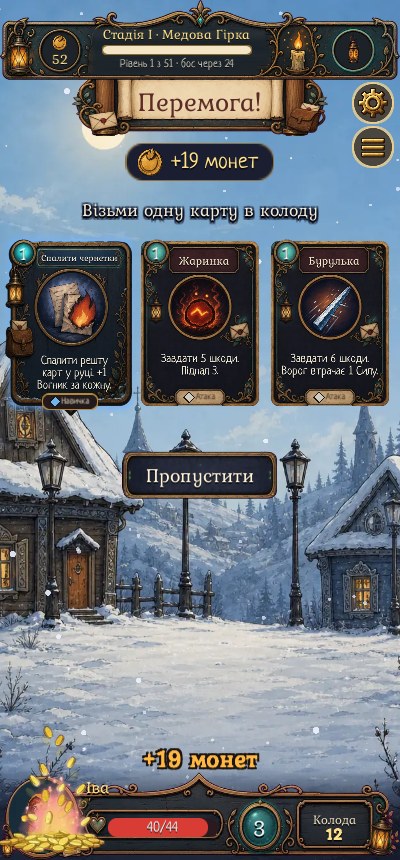 52
Стадія I · Медова Гірка
Рівень 1 з 51 · бос через 24
Перемога!
+19 монет
Візьми одну карту в колоду
1
Спалити чернетки
Спалити решту
карт у руці. +1
Вогник за кожну.
Навичка
1
Жаринка
Завдати 5 шкоди.
Підпал 3.
Атака
1
Бурулька
Завдати 6 шкоди.
Ворог втрачає 1 Силу.
Атака
Пропустити
+19 монет
Іва
40/44
3
Колода
12